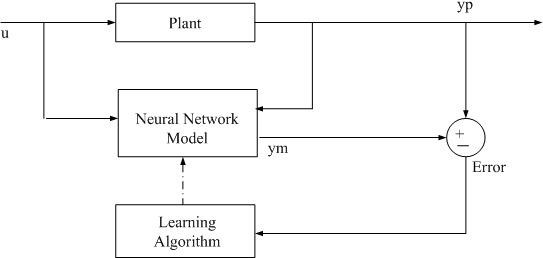 yp
Plant
u
Neural Network
Model
ym
+
−
Error
Learning
Algorithm